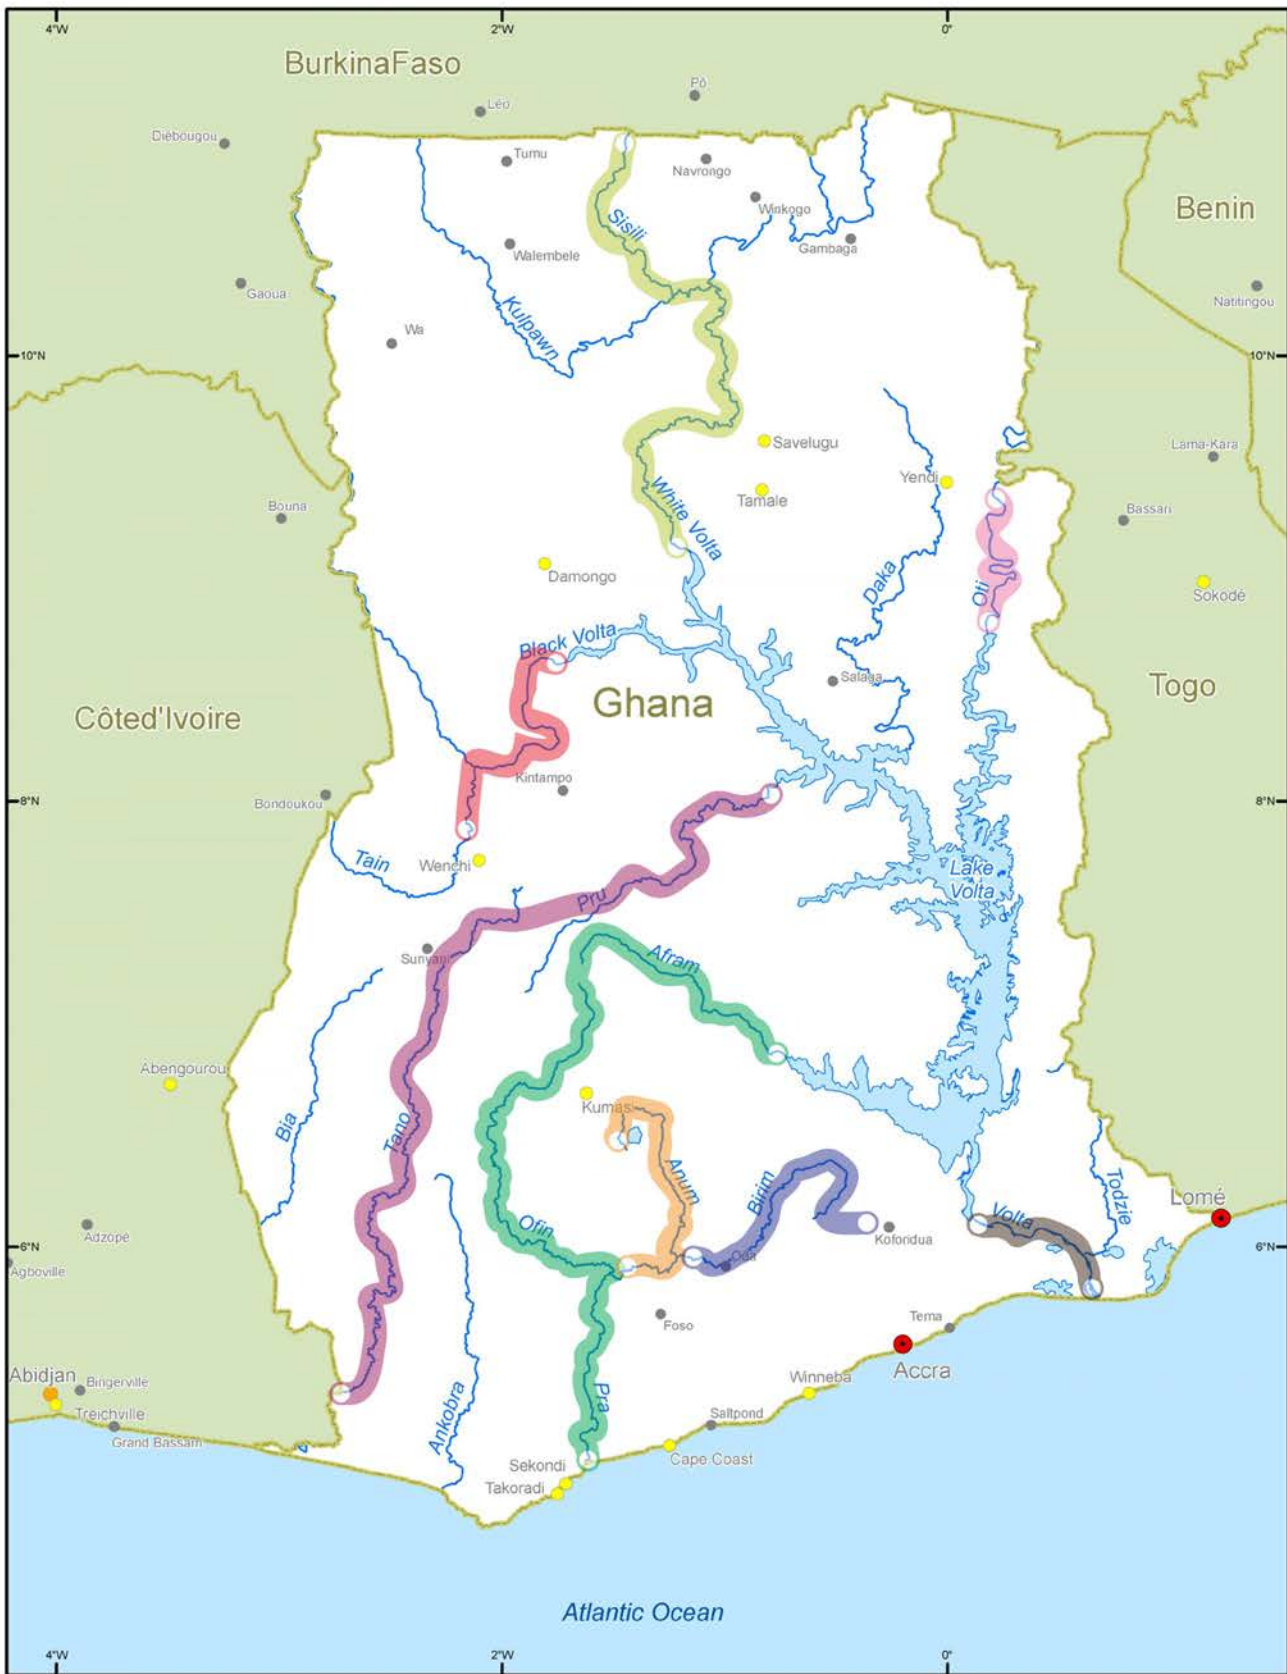 4°W
2°W
0°
BurkinaFaso
Pô
Léo
Dièbougou
Tumu
Navrongo
Winkogo
Benin
Sisili
Gambaga
Walembele
Gaoua
Natitingou
Kulpawn
Wa
10°N
10°N
Savelugu
Lama-Kara
Yendi
White Volta
Tamale
Bouna
Bassari
Damongo
Daka
Oti
Sokodé
Black Volta
Salaga
Ghana
Togo
Côted'Ivoire
Kintampo
8°N
Bondoukou
8°N
Tain
Wenchi
Lake
Volta
Pru
Sunyani
Afram
Abengourou
Kumasi
Bia
Tano
Anum
Birim
Todzie
Lomé
Ofin
Volta
Adzopé
Koforidua
6°N
6°N
Oda
Agboville
Foso
Tema
Abidjan
Bingerville
Accra
Winneba
Pra
Treichville
Ankobra
Saltpond
Grand Bassam
Cape Coast
Sekondi
Takoradi
Atlantic Ocean
4°W
2°W
0°